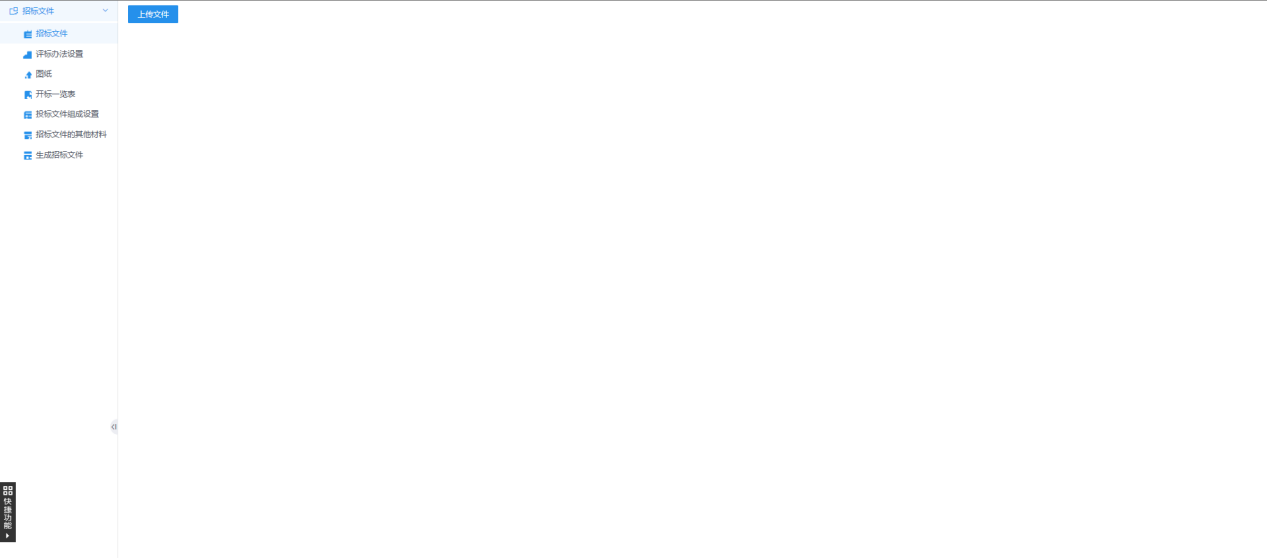 招标文件
上传文件
招标文件
评标办法设置
图纸
开标一览表
投标文件组成设置
招标文件的其他材料
生成招标文件
快捷功能